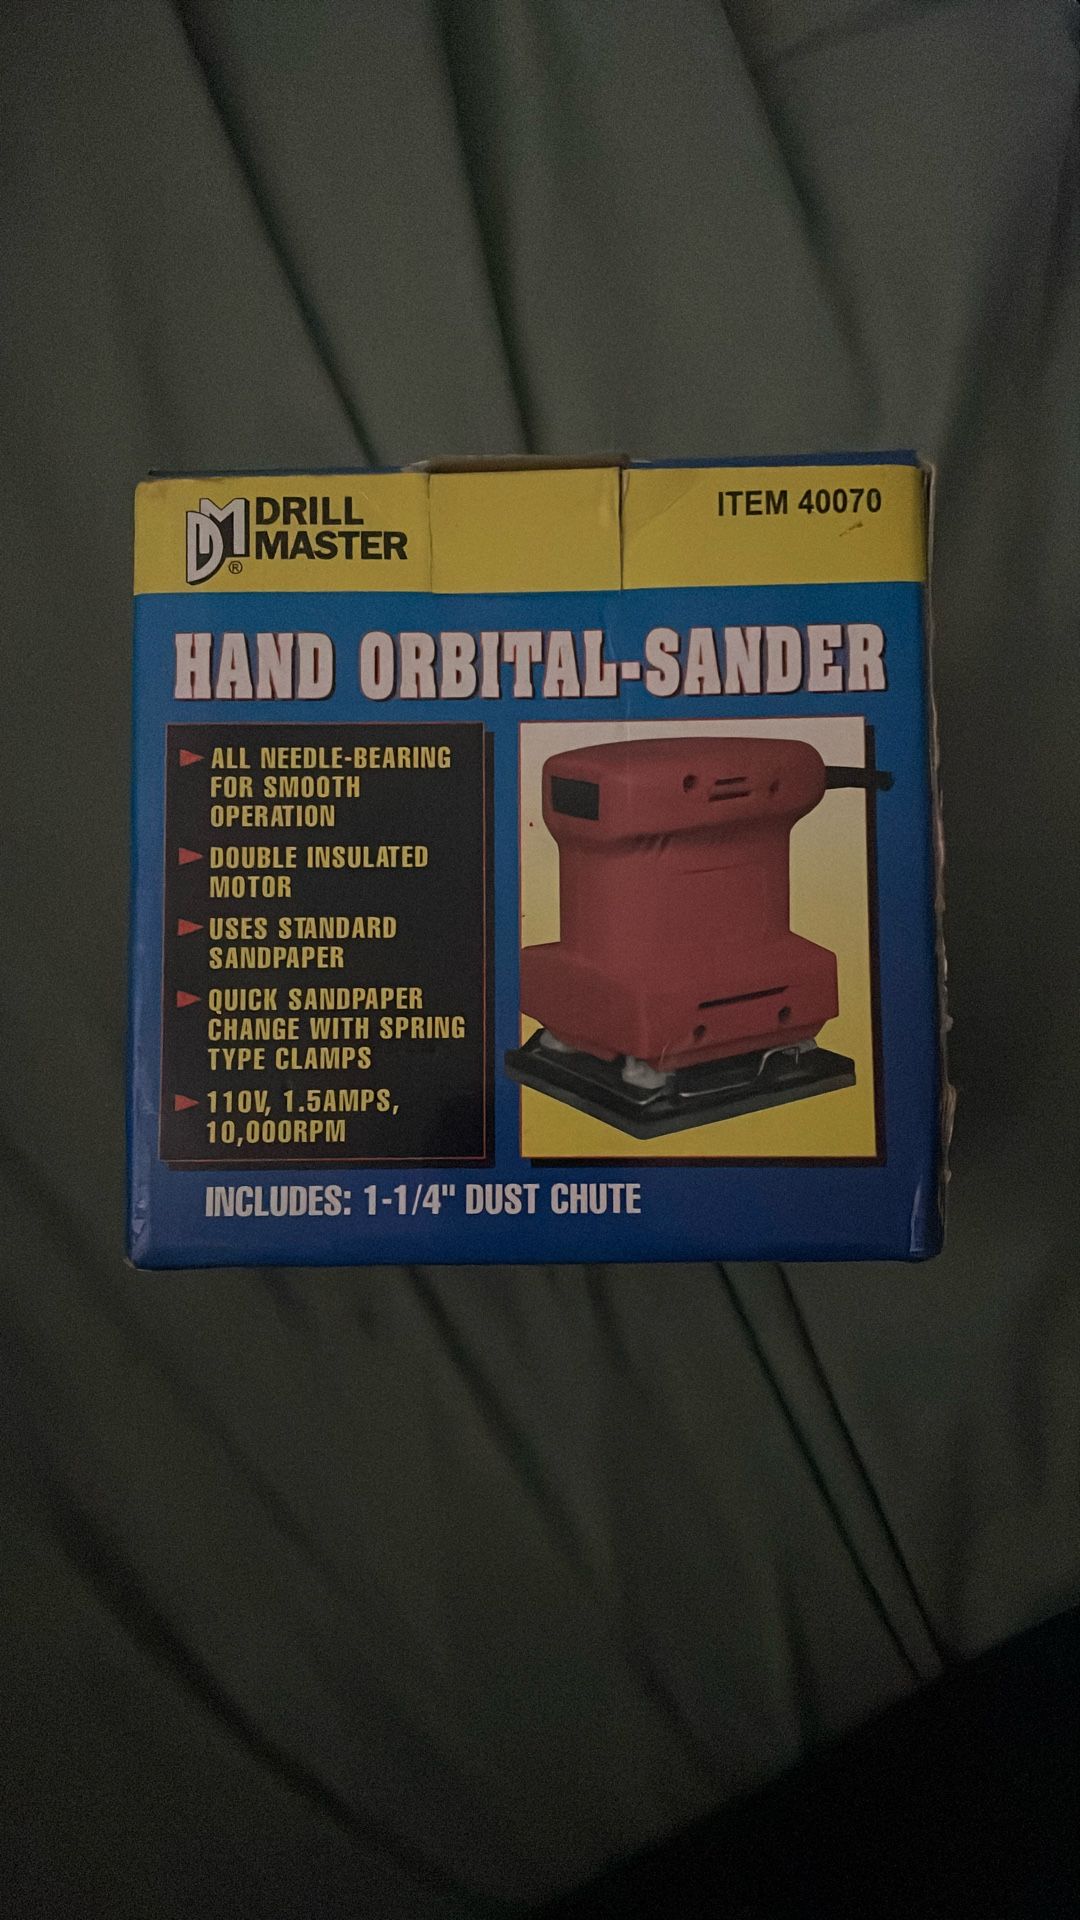 DM DRILL
MASTER
®
ITEM 40070
HAND ORBITAL-SANDER
ALL NEEDLE-BEARING
FOR SMOOTH
OPERATION
DOUBLE INSULATED
MOTOR
USES STANDARD
SANDPAPER
QUICK SANDPAPER
CHANGE WITH SPRING
TYPE CLAMPS
110V, 1.5AMPS,
10,000RPM
INCLUDES: 1-1/4" DUST CHUTE